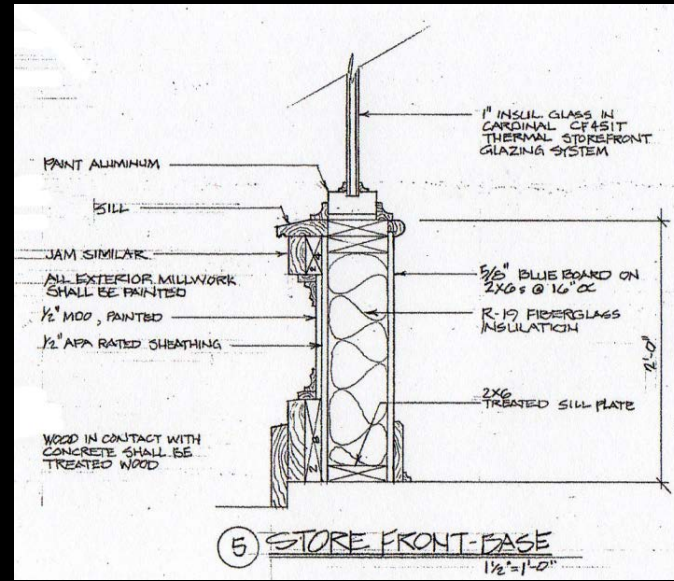 1" INSUL. GLASS IN
CARDINAL CF451T
THERMAL STOREFRONT
GLAZING SYSTEM
PAINT ALUMINUM
SILL
JAM SIMILAR
ALL EXTERIOR MILLWORK
SHALL BE PAINTED
1/2" MDO, PAINTED
1/2" APA RATED SHEATHING
5/8" BLUE BOARD ON
2X6s @ 16" OC
R-19 FIBERGLASS
INSULATION
2'-0"
2X6
TREATED SILL PLATE
WOOD IN CONTACT WITH
CONCRETE SHALL BE
TREATED WOOD
5 STORE FRONT-BASE
1 1/2"=1'-0"